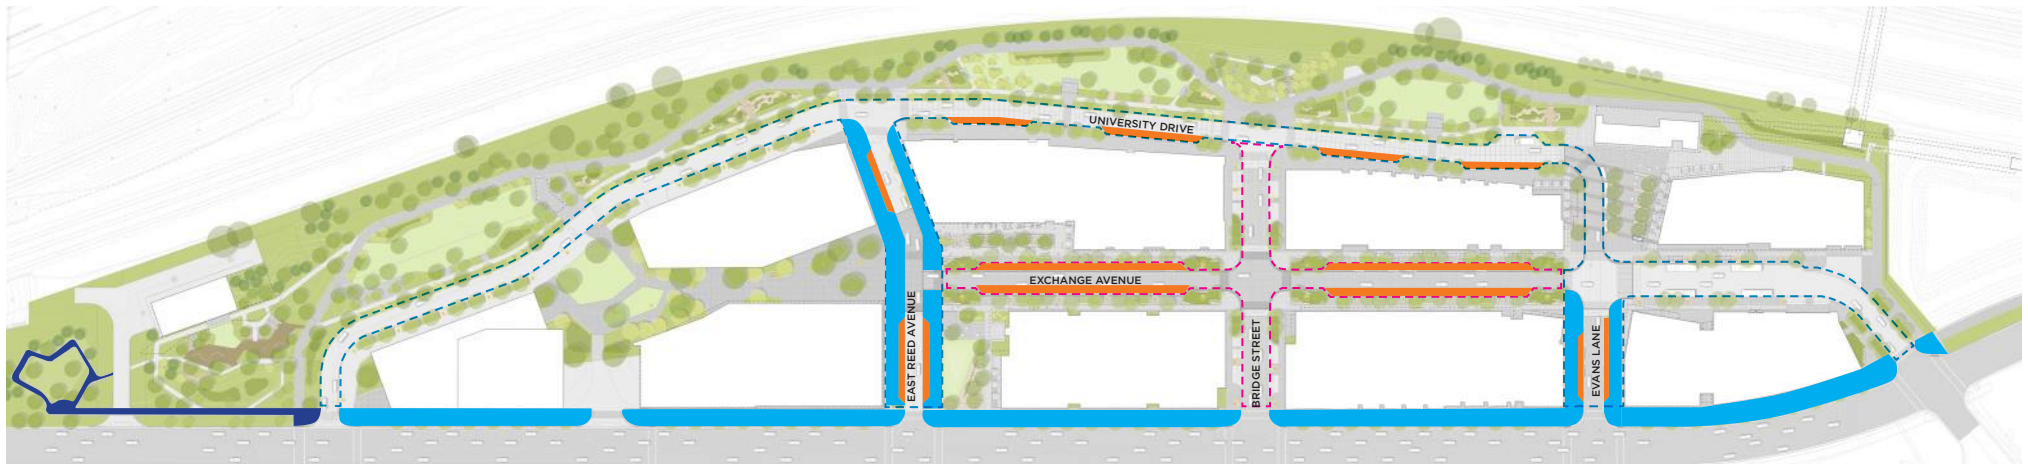 UNIVERSITY DRIVE
EXCHANGE AVENUE
EAST REED AVENUE
BRIDGE STREET
EVANS LANE